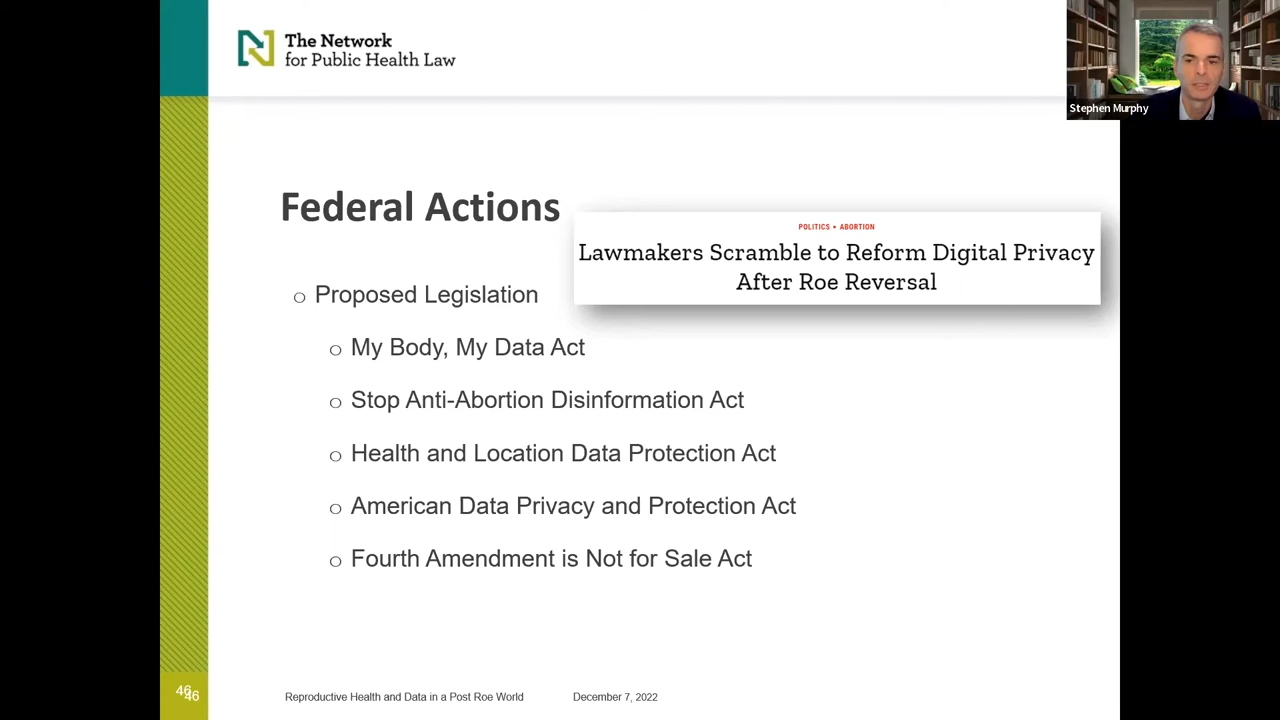 The Network
for Public Health Law
Stephen Murphy
Federal Actions
POLITICS • ABORTION
Lawmakers Scramble to Reform Digital Privacy
After Roe Reversal
Proposed Legislation
My Body, My Data Act
Stop Anti-Abortion Disinformation Act
Health and Location Data Protection Act
American Data Privacy and Protection Act
Fourth Amendment is Not for Sale Act
46
46
Reproductive Health and Data in a Post Roe World
December 7, 2022